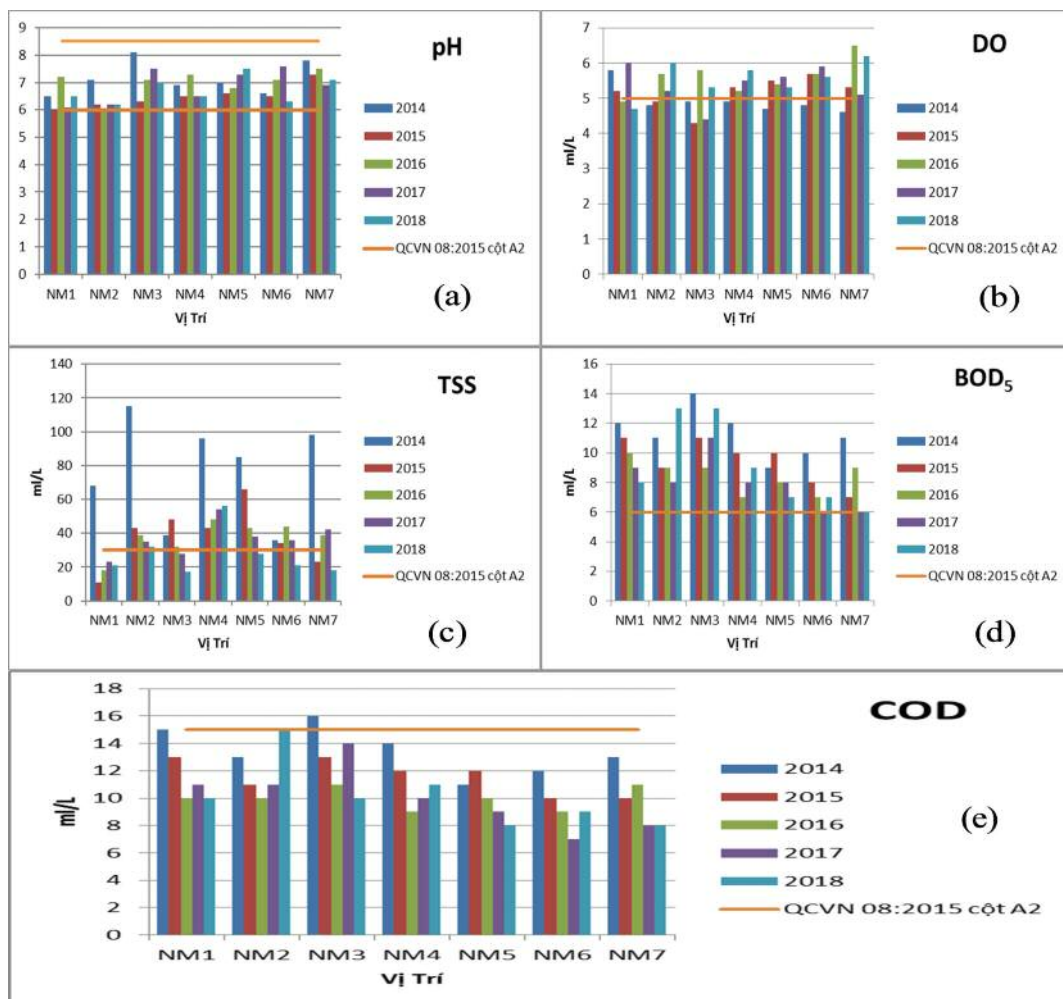 pH
9
8
7
6
5
4
3
2
1
0
NM1 NM2 NM3 NM4 NM5 NM6 NM7
Vị Trí
2014
2015
2016
2017
2018
QCVN 08:2015 cột A2
(a)
DO
ml/L
7
6
5
4
3
2
1
0
NM1 NM2 NM3 NM4 NM5 NM6 NM7
Vị Trí
2014
2015
2016
2017
2018
QCVN 08:2015 cột A2
(b)
TSS
ml/L
140
120
100
80
60
40
20
0
NM1 NM2 NM3 NM4 NM5 NM6 NM7
Vị Trí
2014
2015
2016
2017
2018
QCVN 08:2015 cột A2
(c)
BOD₅
ml/L
16
14
12
10
8
6
4
2
0
NM1 NM2 NM3 NM4 NM5 NM6 NM7
Vị Trí
2014
2015
2016
2017
2018
QCVN 08:2015 cột A2
(d)
COD
ml/L
18
16
14
12
10
8
6
4
2
0
NM1 NM2 NM3 NM4 NM5 NM6 NM7
Vị Trí
2014
2015
2016
2017
2018
QCVN 08:2015 cột A2
(e)